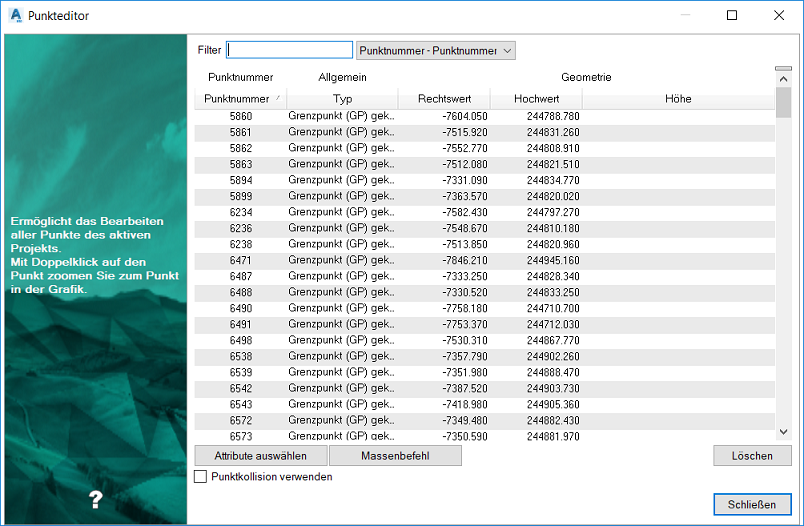 Punkteditor
Ermöglicht das Bearbeiten
aller Punkte des aktiven
Projekts.
Mit Doppelklick auf den
Punkt zoomen Sie zum Punkt
in der Grafik.
?
Filter Punktnummer - Punktnummer
Punktnummer Allgemein Geometrie
Punktnummer Typ Rechtswert Hochwert Höhe
5860 Grenzpunkt (GP) gek.. -7604.050 244788.780
5861 Grenzpunkt (GP) gek.. -7515.920 244831.260
5862 Grenzpunkt (GP) gek.. -7552.770 244808.910
5863 Grenzpunkt (GP) gek.. -7512.080 244821.510
5894 Grenzpunkt (GP) gek.. -7331.090 244834.770
5899 Grenzpunkt (GP) gek.. -7363.570 244820.020
6234 Grenzpunkt (GP) gek.. -7582.430 244797.270
6236 Grenzpunkt (GP) gek.. -7548.670 244810.180
6238 Grenzpunkt (GP) gek.. -7513.850 244820.960
6471 Grenzpunkt (GP) gek.. -7846.210 244945.160
6487 Grenzpunkt (GP) gek.. -7333.250 244828.340
6488 Grenzpunkt (GP) gek.. -7330.520 244833.250
6490 Grenzpunkt (GP) gek.. -7758.180 244710.700
6491 Grenzpunkt (GP) gek.. -7753.370 244712.030
6498 Grenzpunkt (GP) gek.. -7530.310 244867.770
6538 Grenzpunkt (GP) gek.. -7357.790 244902.260
6539 Grenzpunkt (GP) gek.. -7351.980 244888.470
6542 Grenzpunkt (GP) gek.. -7387.520 244903.730
6543 Grenzpunkt (GP) gek.. -7418.980 244905.360
6572 Grenzpunkt (GP) gek.. -7349.480 244882.430
6573 Grenzpunkt (GP) gek.. -7350.590 244881.970
Attribute auswählen Massenbefehl Löschen
Punktkollision verwenden
Schließen